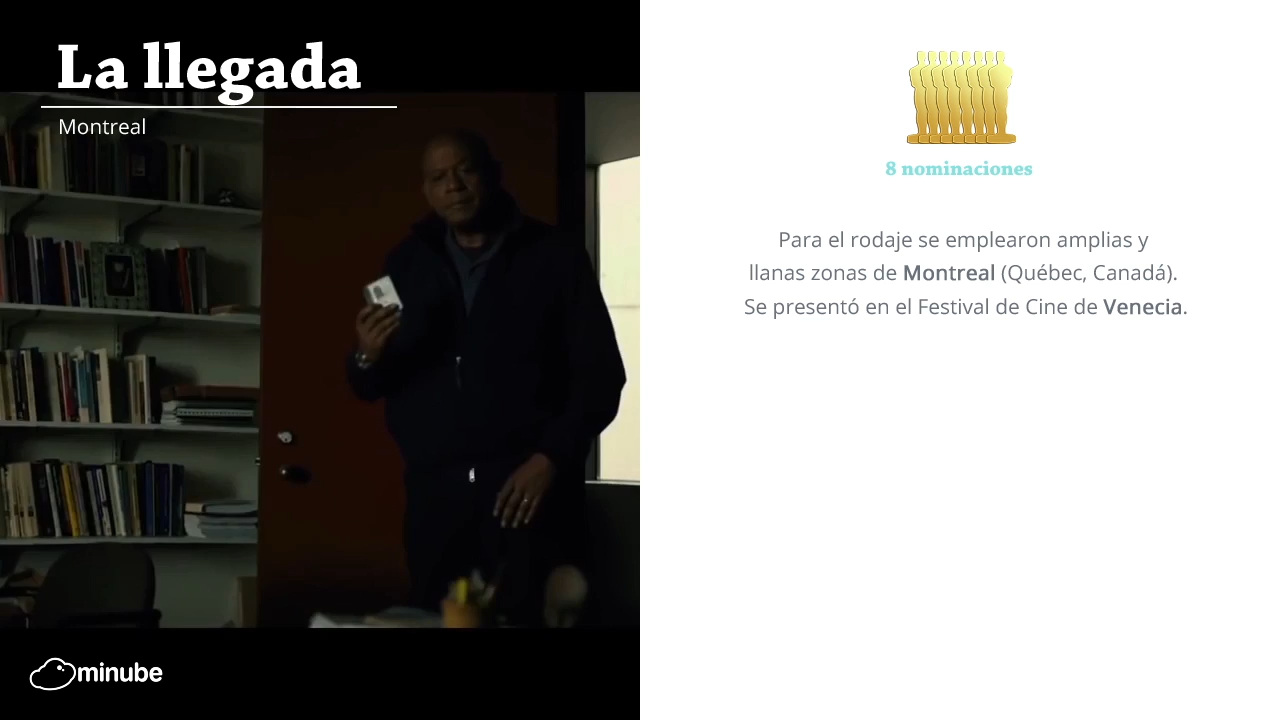 La llegada
Montreal
8 nominaciones
Para el rodaje se emplearon amplias y
llanas zonas de Montreal (Québec, Canadá).
Se presentó en el Festival de Cine de Venecia.
minube